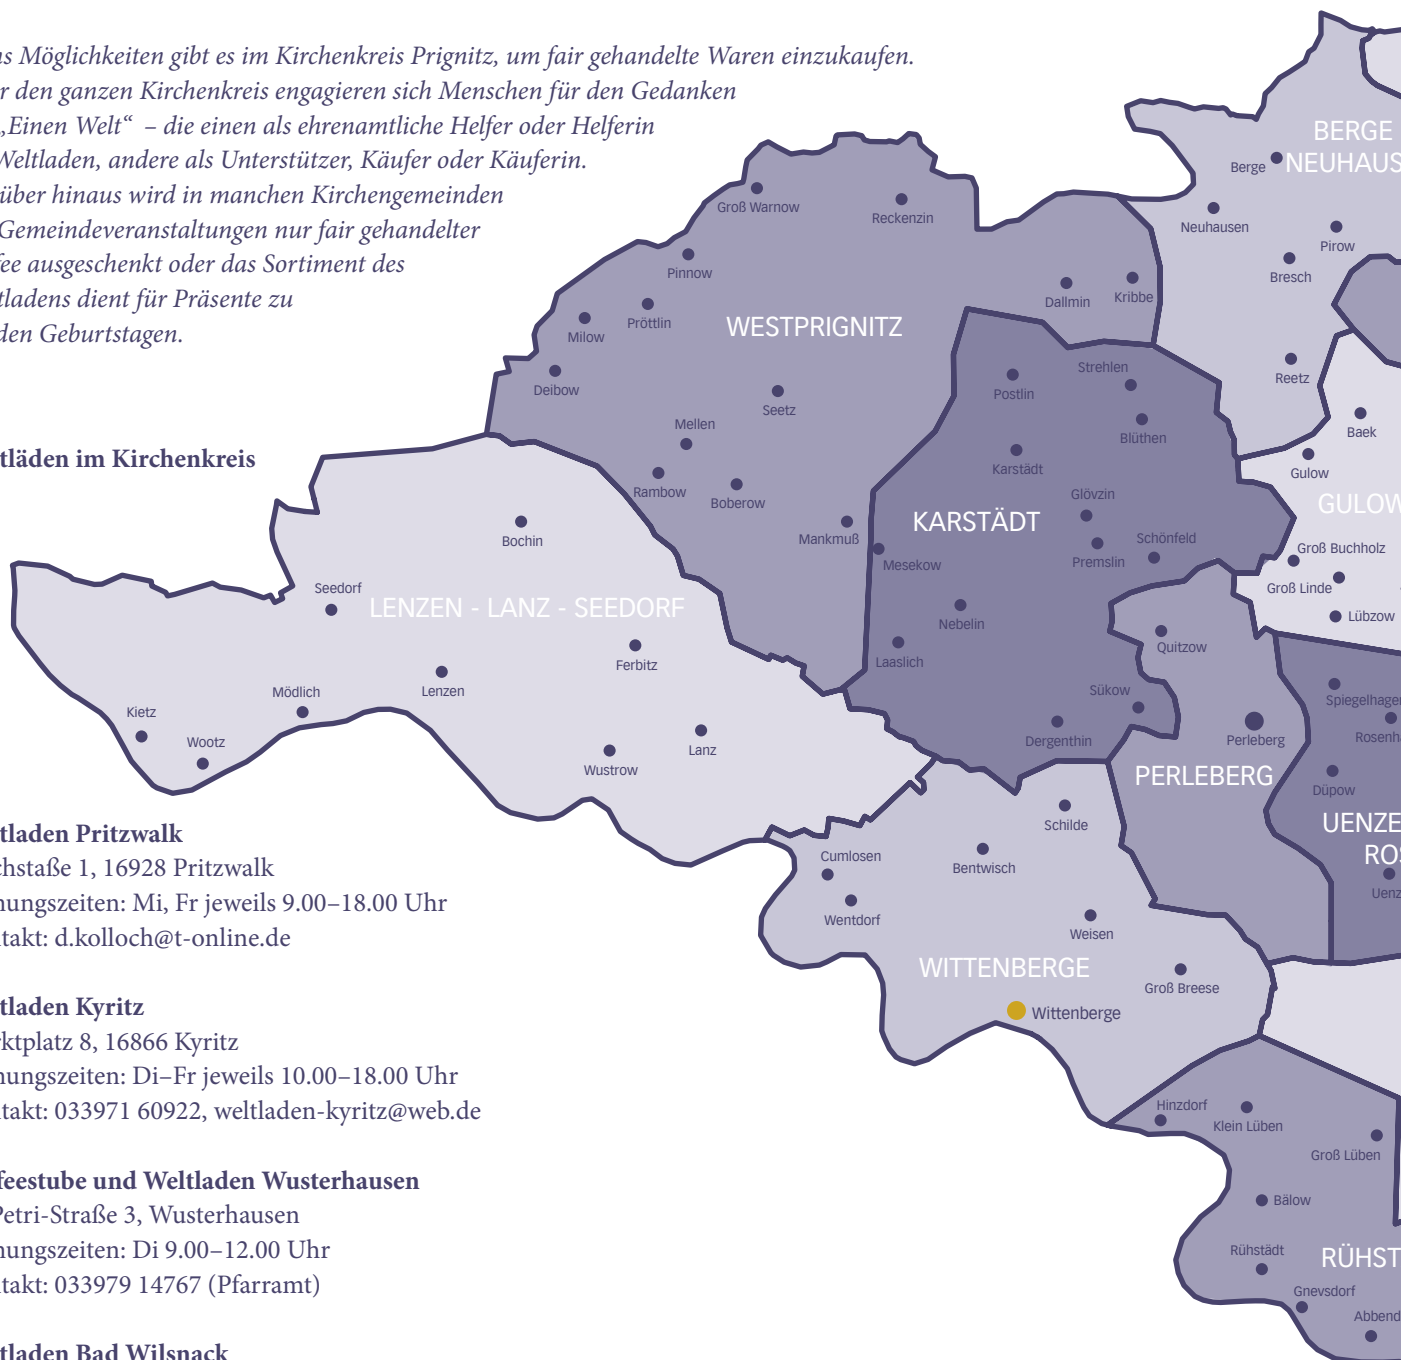 s Möglichkeiten gibt es im Kirchenkreis Prignitz, um fair gehandelte Waren einzukaufen.
r den ganzen Kirchenkreis engagieren sich Menschen für den Gedanken
„Einen Welt“ – die einen als ehrenamtliche Helfer oder Helferin
Weltladen, andere als Unterstützer, Käufer oder Käuferin.
über hinaus wird in manchen Kirchengemeinden
Gemeindeveranstaltungen nur fair gehandelter
fee ausgeschenkt oder das Sortiment des
tladens dient für Präsente zu
den Geburtstagen.
tläden im Kirchenkreis
tladen Pritzwalk
chstaße 1, 16928 Pritzwalk
nungszeiten: Mi, Fr jeweils 9.00–18.00 Uhr
takt: d.kolloch@t-online.de
tladen Kyritz
rktplatz 8, 16866 Kyritz
nungszeiten: Di–Fr jeweils 10.00–18.00 Uhr
takt: 033971 60922, weltladen-kyritz@web.de
feestube und Weltladen Wusterhausen
Petri-Straße 3, Wusterhausen
nungszeiten: Di 9.00–12.00 Uhr
takt: 033979 14767 (Pfarramt)
tladen Bad Wilsnack
BERGE
NEUHAUS
Berge
Neuhausen
Pirow
Bresch
Reetz
WESTPRIGNITZ
Groß Warnow
Reckenzin
Pinnow
Pröttlin
Milow
Deibow
Dallmin
Kribbe
Seetz
Mellen
Rambow
Boberow
Mankmuß
KARSTÄDT
Strehlen
Postlin
Blüthen
Karstädt
Glövzin
Premslin
Schönfeld
Mesekow
Nebelin
Laaslich
Sükow
Dergenthin
GULOW
Baek
Gulow
Groß Buchholz
Groß Linde
Lübzow
LENZEN - LANZ - SEEDORF
Bochin
Seedorf
Ferbitz
Lenzen
Mödlich
Kietz
Wootz
Lanz
Wustrow
PERLEBERG
Quitzow
Perleberg
UENZE
ROS
Spiegelhagen
Rosenha
Düpow
Uenz
WITTENBERGE
Schilde
Bentwisch
Cumlosen
Wentdorf
Weisen
Groß Breese
Wittenberge
RÜHST
Hinzdorf
Klein Lüben
Groß Lüben
Bälow
Rühstädt
Gnevsdorf
Abbend